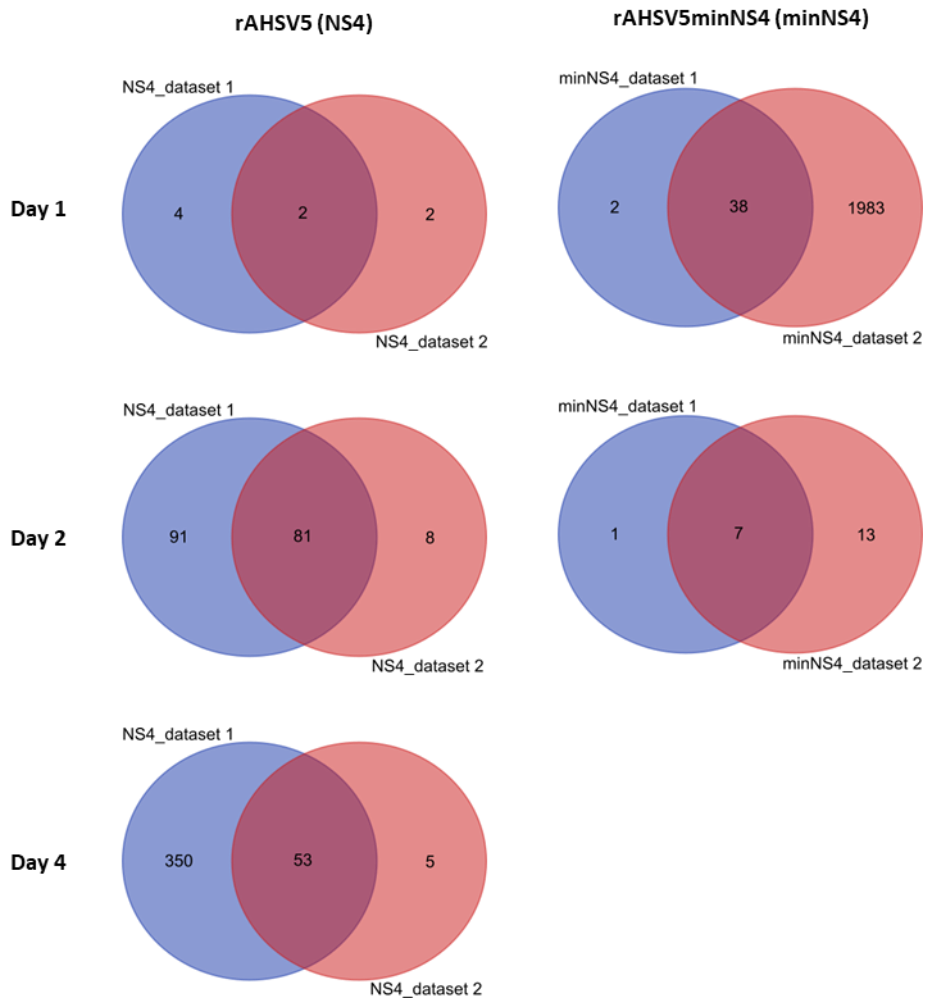 rAHSV5 (NS4)
rAHSV5minNS4 (minNS4)
Day 1
NS4_dataset 1
4
2
2
NS4_dataset 2
minNS4_dataset 1
2
38
1983
minNS4_dataset 2
Day 2
NS4_dataset 1
91
81
8
NS4_dataset 2
minNS4_dataset 1
1
7
13
minNS4_dataset 2
Day 4
NS4_dataset 1
350
53
5
NS4_dataset 2